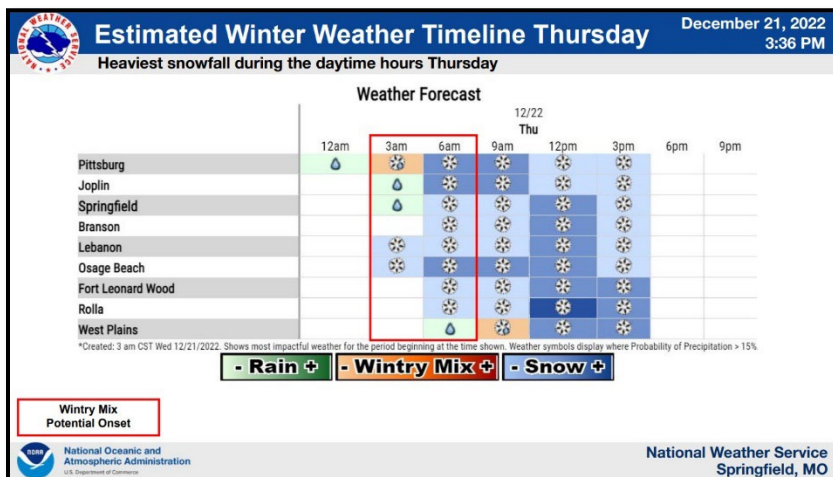 NATIONAL WEATHER SERVICE
Estimated Winter Weather Timeline Thursday
December 21, 2022
3:36 PM
Heaviest snowfall during the daytime hours Thursday
Weather Forecast
12/22
Thu
12am 3am 6am 9am 12pm 3pm 6pm 9pm
Pittsburg
Joplin
Springfield
Branson
Lebanon
Osage Beach
Fort Leonard Wood
Rolla
West Plains
*Created: 3 am CST Wed 12/21/2022. Shows most impactful weather for the period beginning at the time shown. Weather symbols display where Probability of Precipitation > 15%
- Rain + - Wintry Mix + - Snow +
Wintry Mix
Potential Onset
NOAA
National Oceanic and
Atmospheric Administration
U.S. Department of Commerce
National Weather Service
Springfield, MO